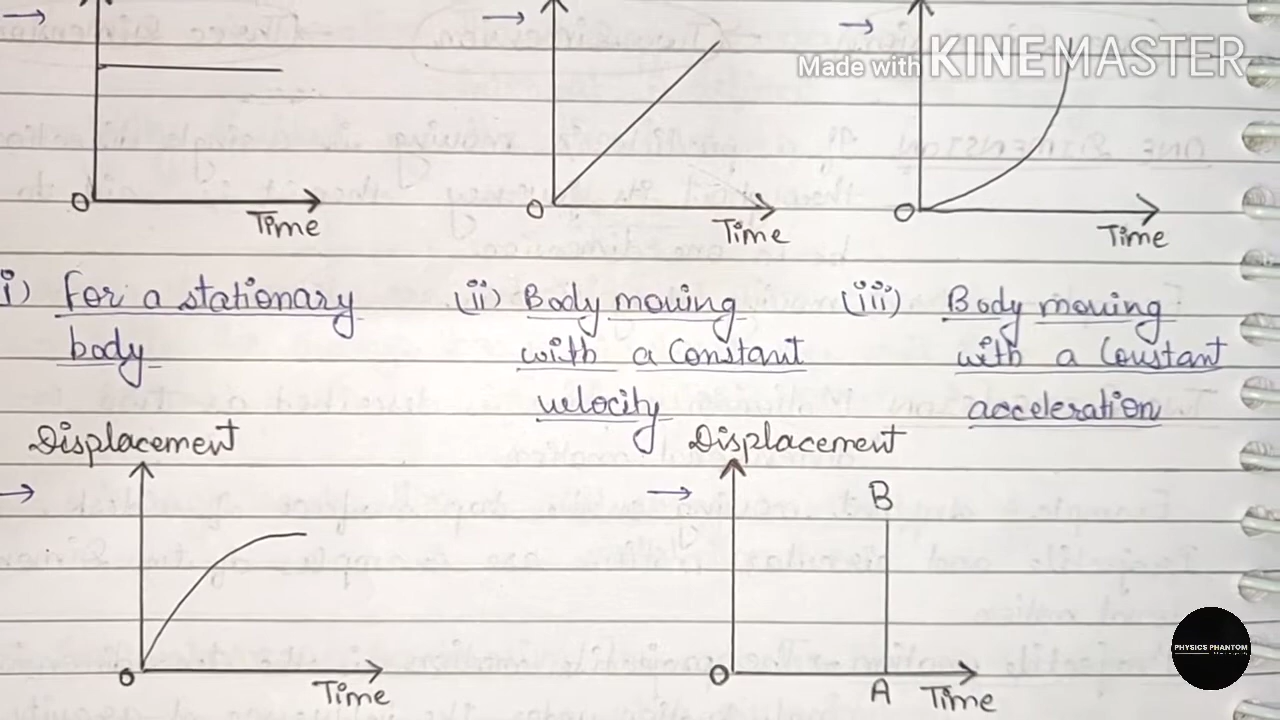 Made with KINEMASTER
O Time
O Time
O Time
i) For a stationary
body
(ii) Body moving
with a constant
velocity
(iii) Body moving
with a constant
acceleration
Displacement
O Time
Displacement
B
O A Time
PHYSICS PHANTOM